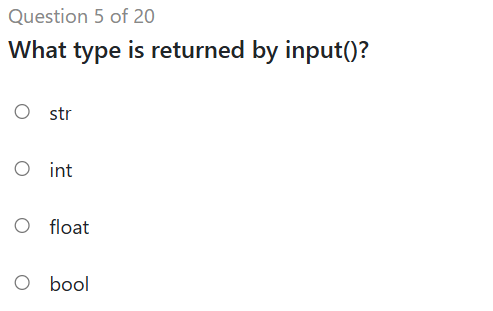 Question 5 of 20
What type is returned by input()?
str
int
float
bool